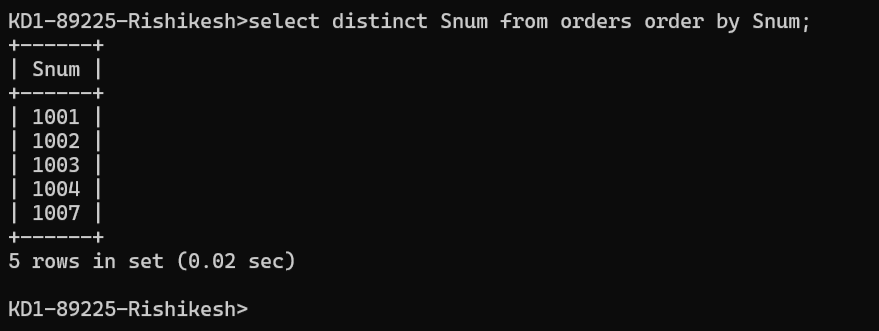 KD1-89225-Rishikesh>select distinct Snum from orders order by Snum;
+------+
| Snum |
+------+
| 1001 |
| 1002 |
| 1003 |
| 1004 |
| 1007 |
+------+
5 rows in set (0.02 sec)

KD1-89225-Rishikesh>